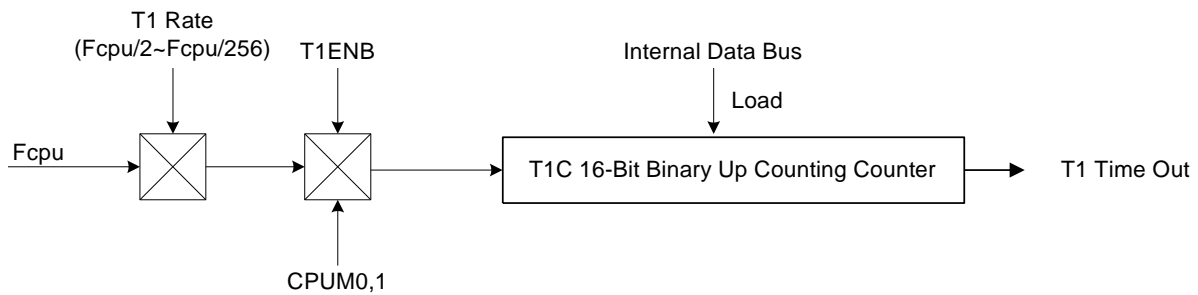 T1 Rate
(Fcpu/2~Fcpu/256)
T1ENB
Internal Data Bus
Load
Fcpu
T1C 16-Bit Binary Up Counting Counter
T1 Time Out
CPUM0,1